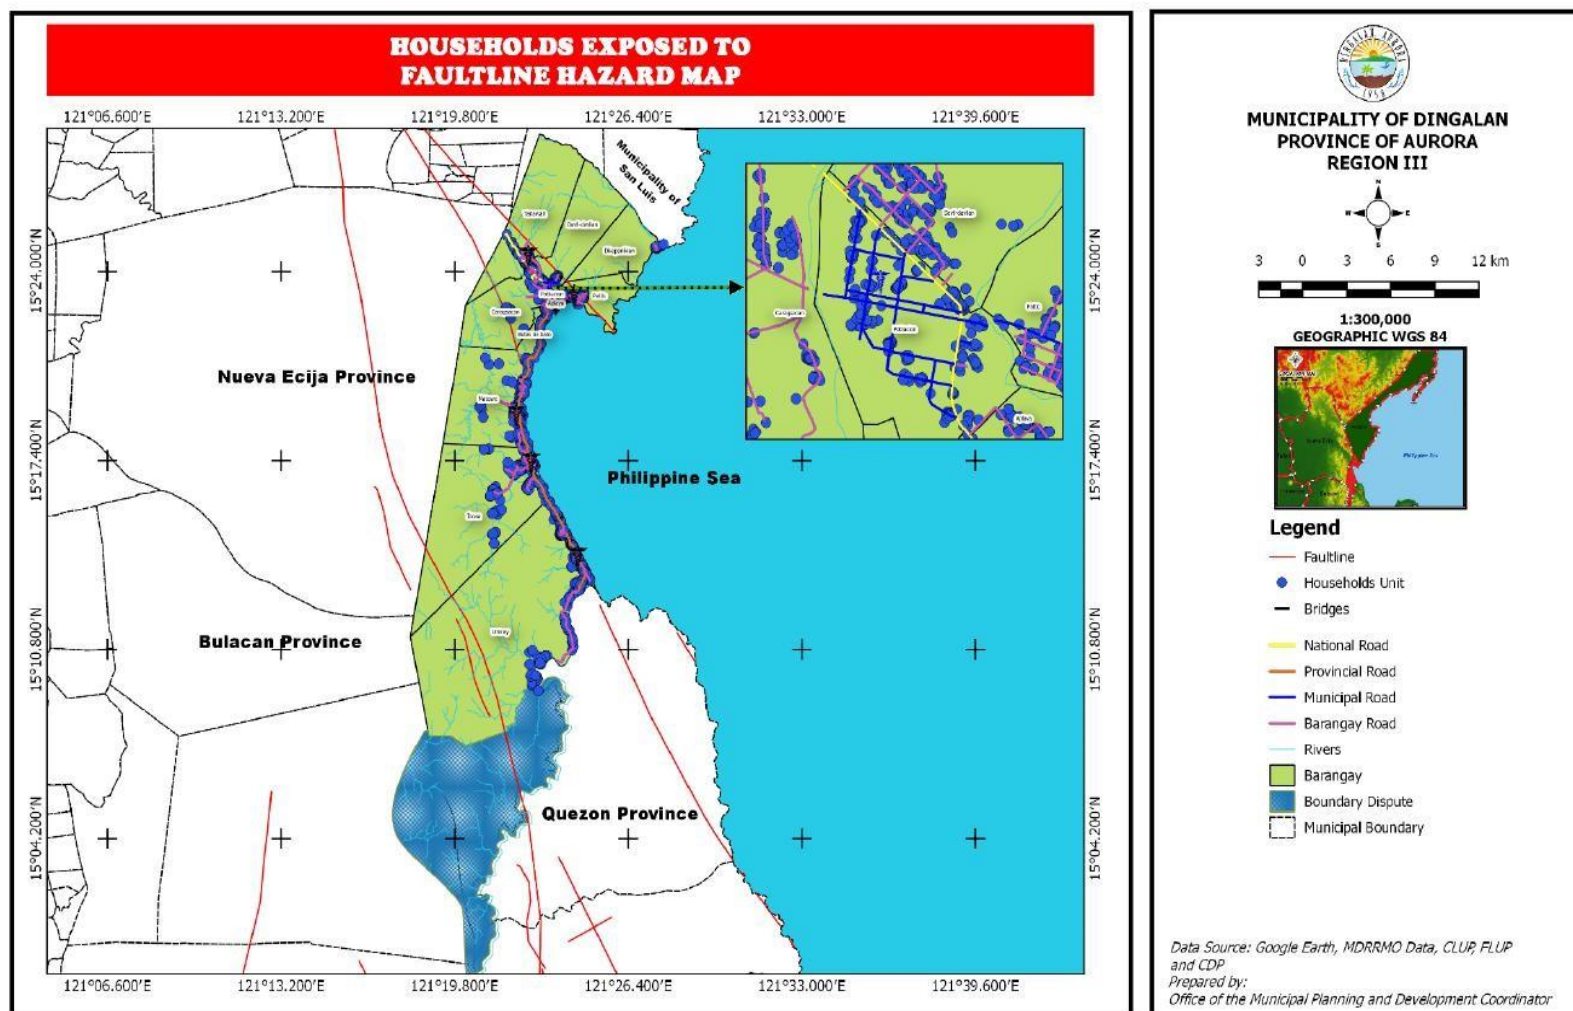 HOUSEHOLDS EXPOSED TO
FAULTLINE HAZARD MAP
121°06.600'E 121°13.200'E 121°19.800'E 121°26.400'E 121°33.000'E 121°39.600'E
15°24.000'N
15°17.400'N
15°10.800'N
15°04.200'N
Municipality of
San Luis
Nueva Ecija Province
Philippine Sea
Bulacan Province
Quezon Province
15°24.000'N
15°17.400'N
15°10.800'N
15°04.200'N
121°06.600'E 121°13.200'E 121°19.800'E 121°26.400'E 121°33.000'E 121°39.600'E
DINGALAN, AURORA
1956
MUNICIPALITY OF DINGALAN
PROVINCE OF AURORA
REGION III
N
W E
S
3 0 3 6 9 12 km
1:300,000
GEOGRAPHIC WGS 84
Philippine Sea
Legend
Faultline
Households Unit
Bridges
National Road
Provincial Road
Municipal Road
Barangay Road
Rivers
Barangay
Boundary Dispute
Municipal Boundary
Data Source: Google Earth, MDRRMO Data, CLUP, FLUP
and CDP
Prepared by:
Office of the Municipal Planning and Development Coordinator